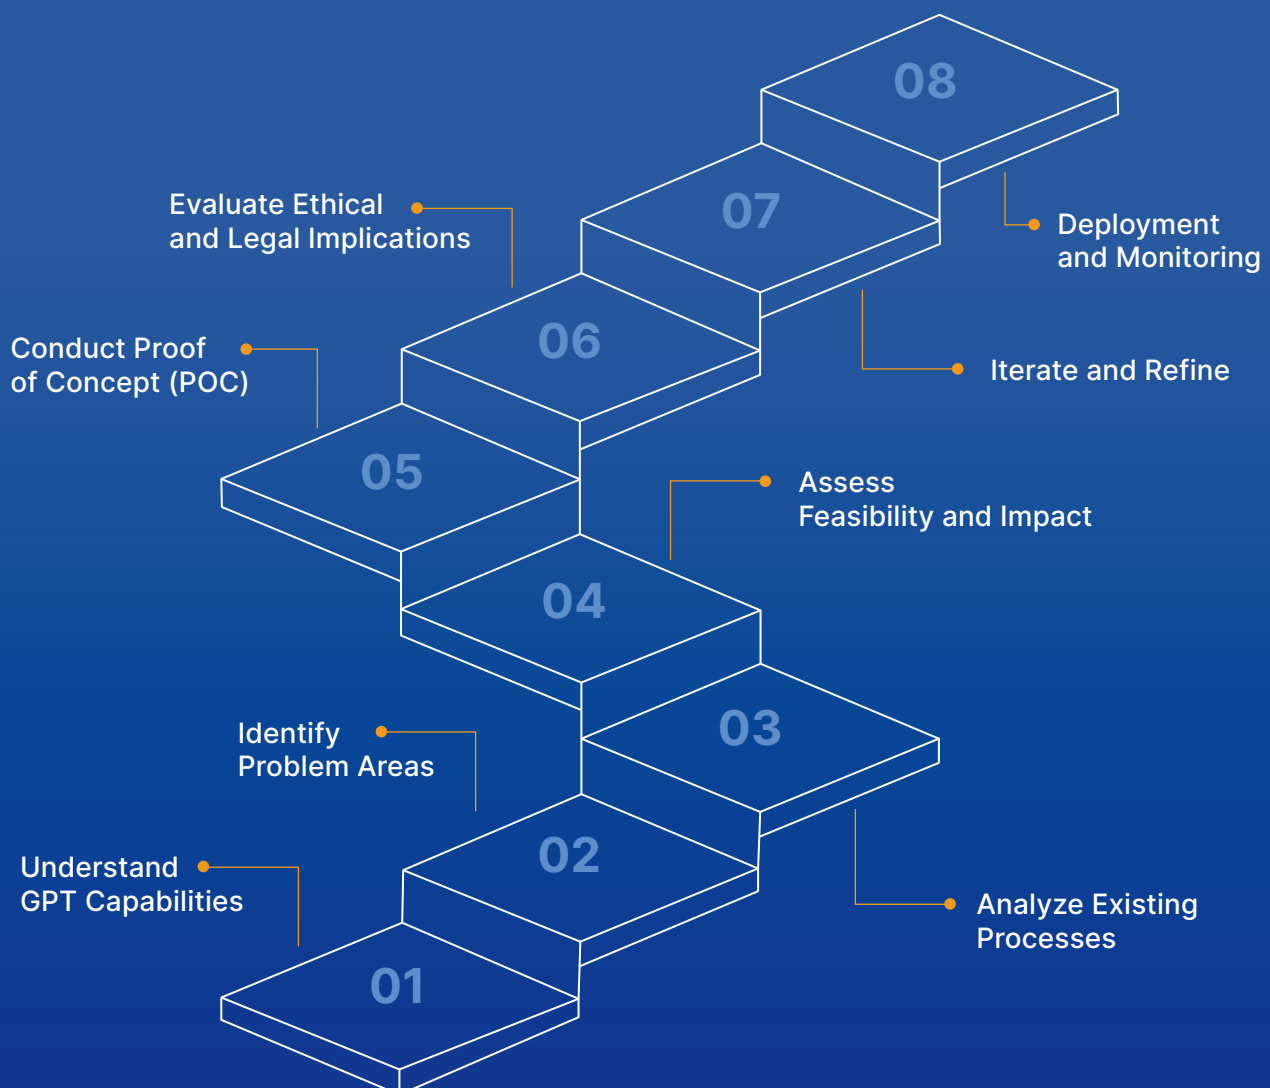 08
07
Evaluate Ethical
and Legal Implications
Deployment
and Monitoring
06
Conduct Proof
of Concept (POC)
Iterate and Refine
05
Assess
Feasibility and Impact
04
03
Identify
Problem Areas
02
Understand
GPT Capabilities
Analyze Existing
Processes
01